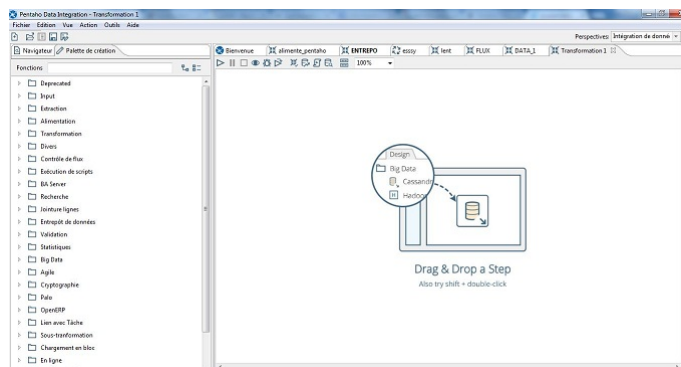 Pentaho Data Integration - Transformation 1
Fichier Edition Vue Action Outils Aide
Perspectives: Intégration de donné
Navigateur Palette de création
Bienvenue alimente_pentaho ENTREPO esssy lent FLUX DATA_1 Transformation 1
Fonctions
100%
Deprecated
Input
Extraction
Alimentation
Transformation
Divers
Contrôle de flux
Exécution de scripts
BA Server
Recherche
Jointure lignes
Entrepôt de données
Validation
Statistiques
Big Data
Agile
Cryptographie
Palo
OpenERP
Lien avec Tâche
Sous-tranformation
Chargement en bloc
En ligne
Design
Big Data
Cassandr
H Hadoop
Drag & Drop a Step
Also try shift + double-click